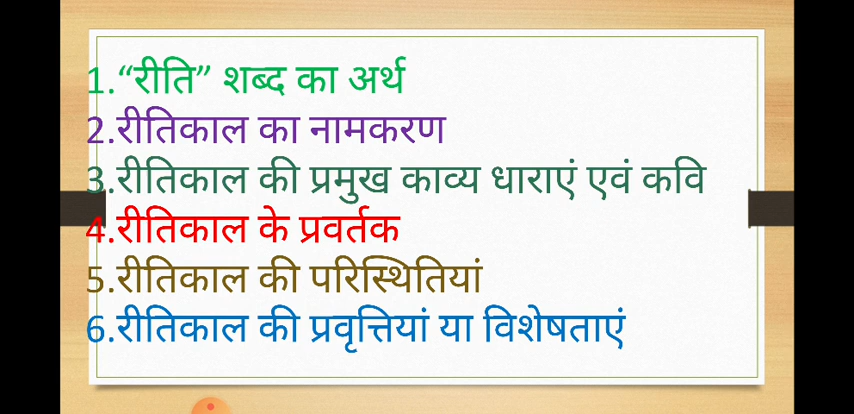 1.“रीति” शब्द का अर्थ
2.रीतिकाल का नामकरण
3.रीतिकाल की प्रमुख काव्य धाराएं एवं कवि
4.रीतिकाल के प्रवर्तक
5.रीतिकाल की परिस्थितियां
6.रीतिकाल की प्रवृत्तियां या विशेषताएं